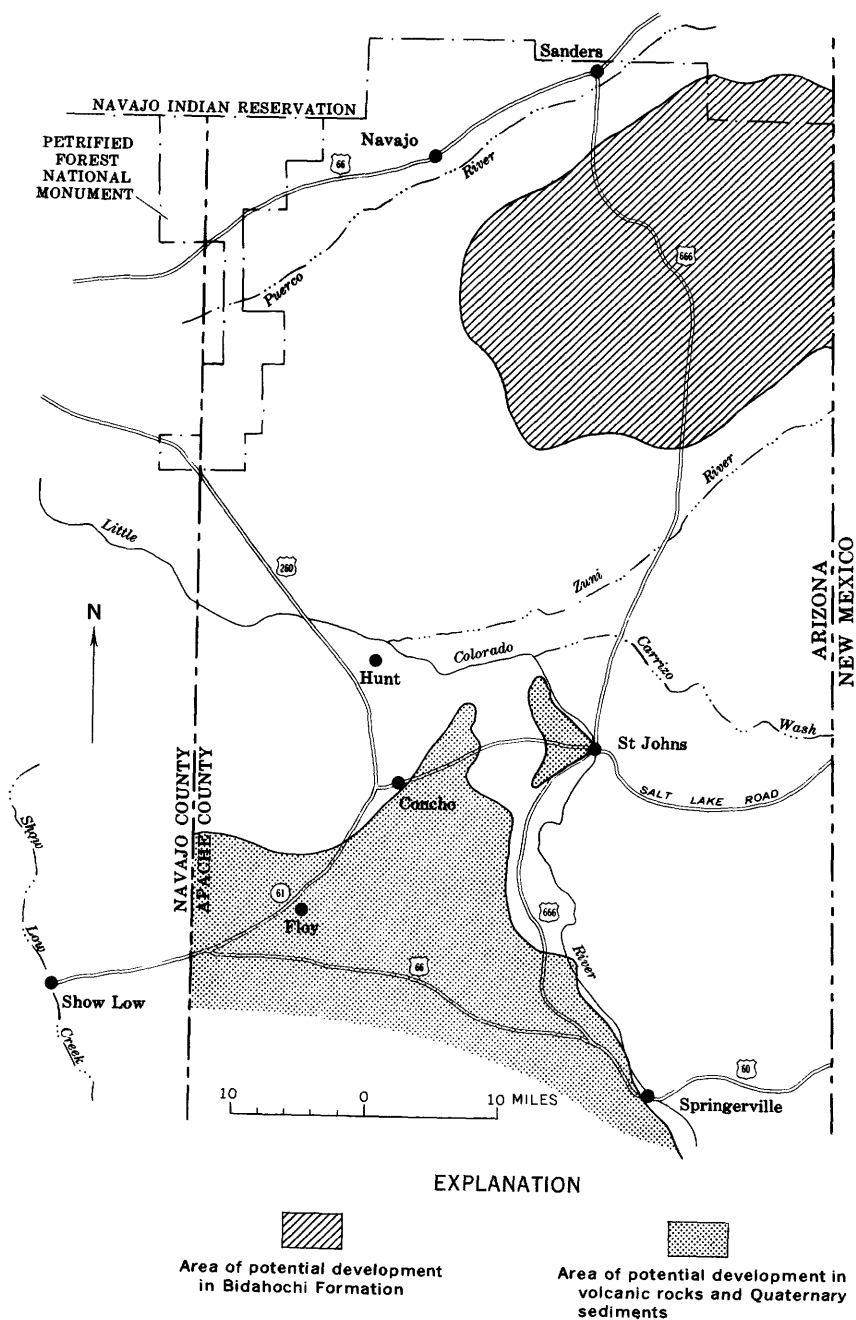 Sanders
NAVAJO INDIAN RESERVATION
PETRIFIED
FOREST
NATIONAL
MONUMENT
Navajo
66
River
Puerco
666
Little
260
River
Zuni
N
Hunt
Colorado
Carrizo
Wash
ARIZONA
NEW MEXICO
St Johns
SALT LAKE ROAD
Concho
NAVAJO COUNTY
APACHE COUNTY
Show
Low
Creek
61
Floy
666
River
66
Show Low
60
Springerville
10 0 10 MILES
EXPLANATION
Area of potential development
in Bidahochi Formation
Area of potential development in
volcanic rocks and Quaternary
sediments